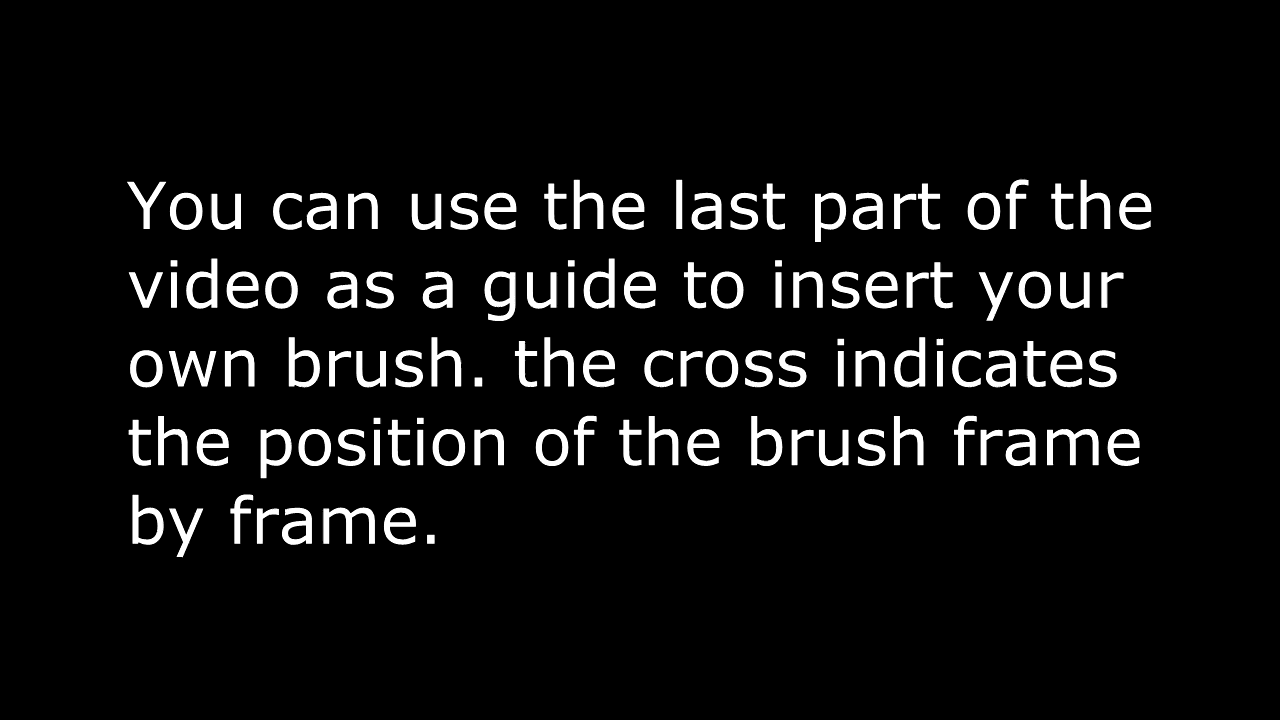 You can use the last part of the
video as a guide to insert your
own brush. the cross indicates
the position of the brush frame
by frame.